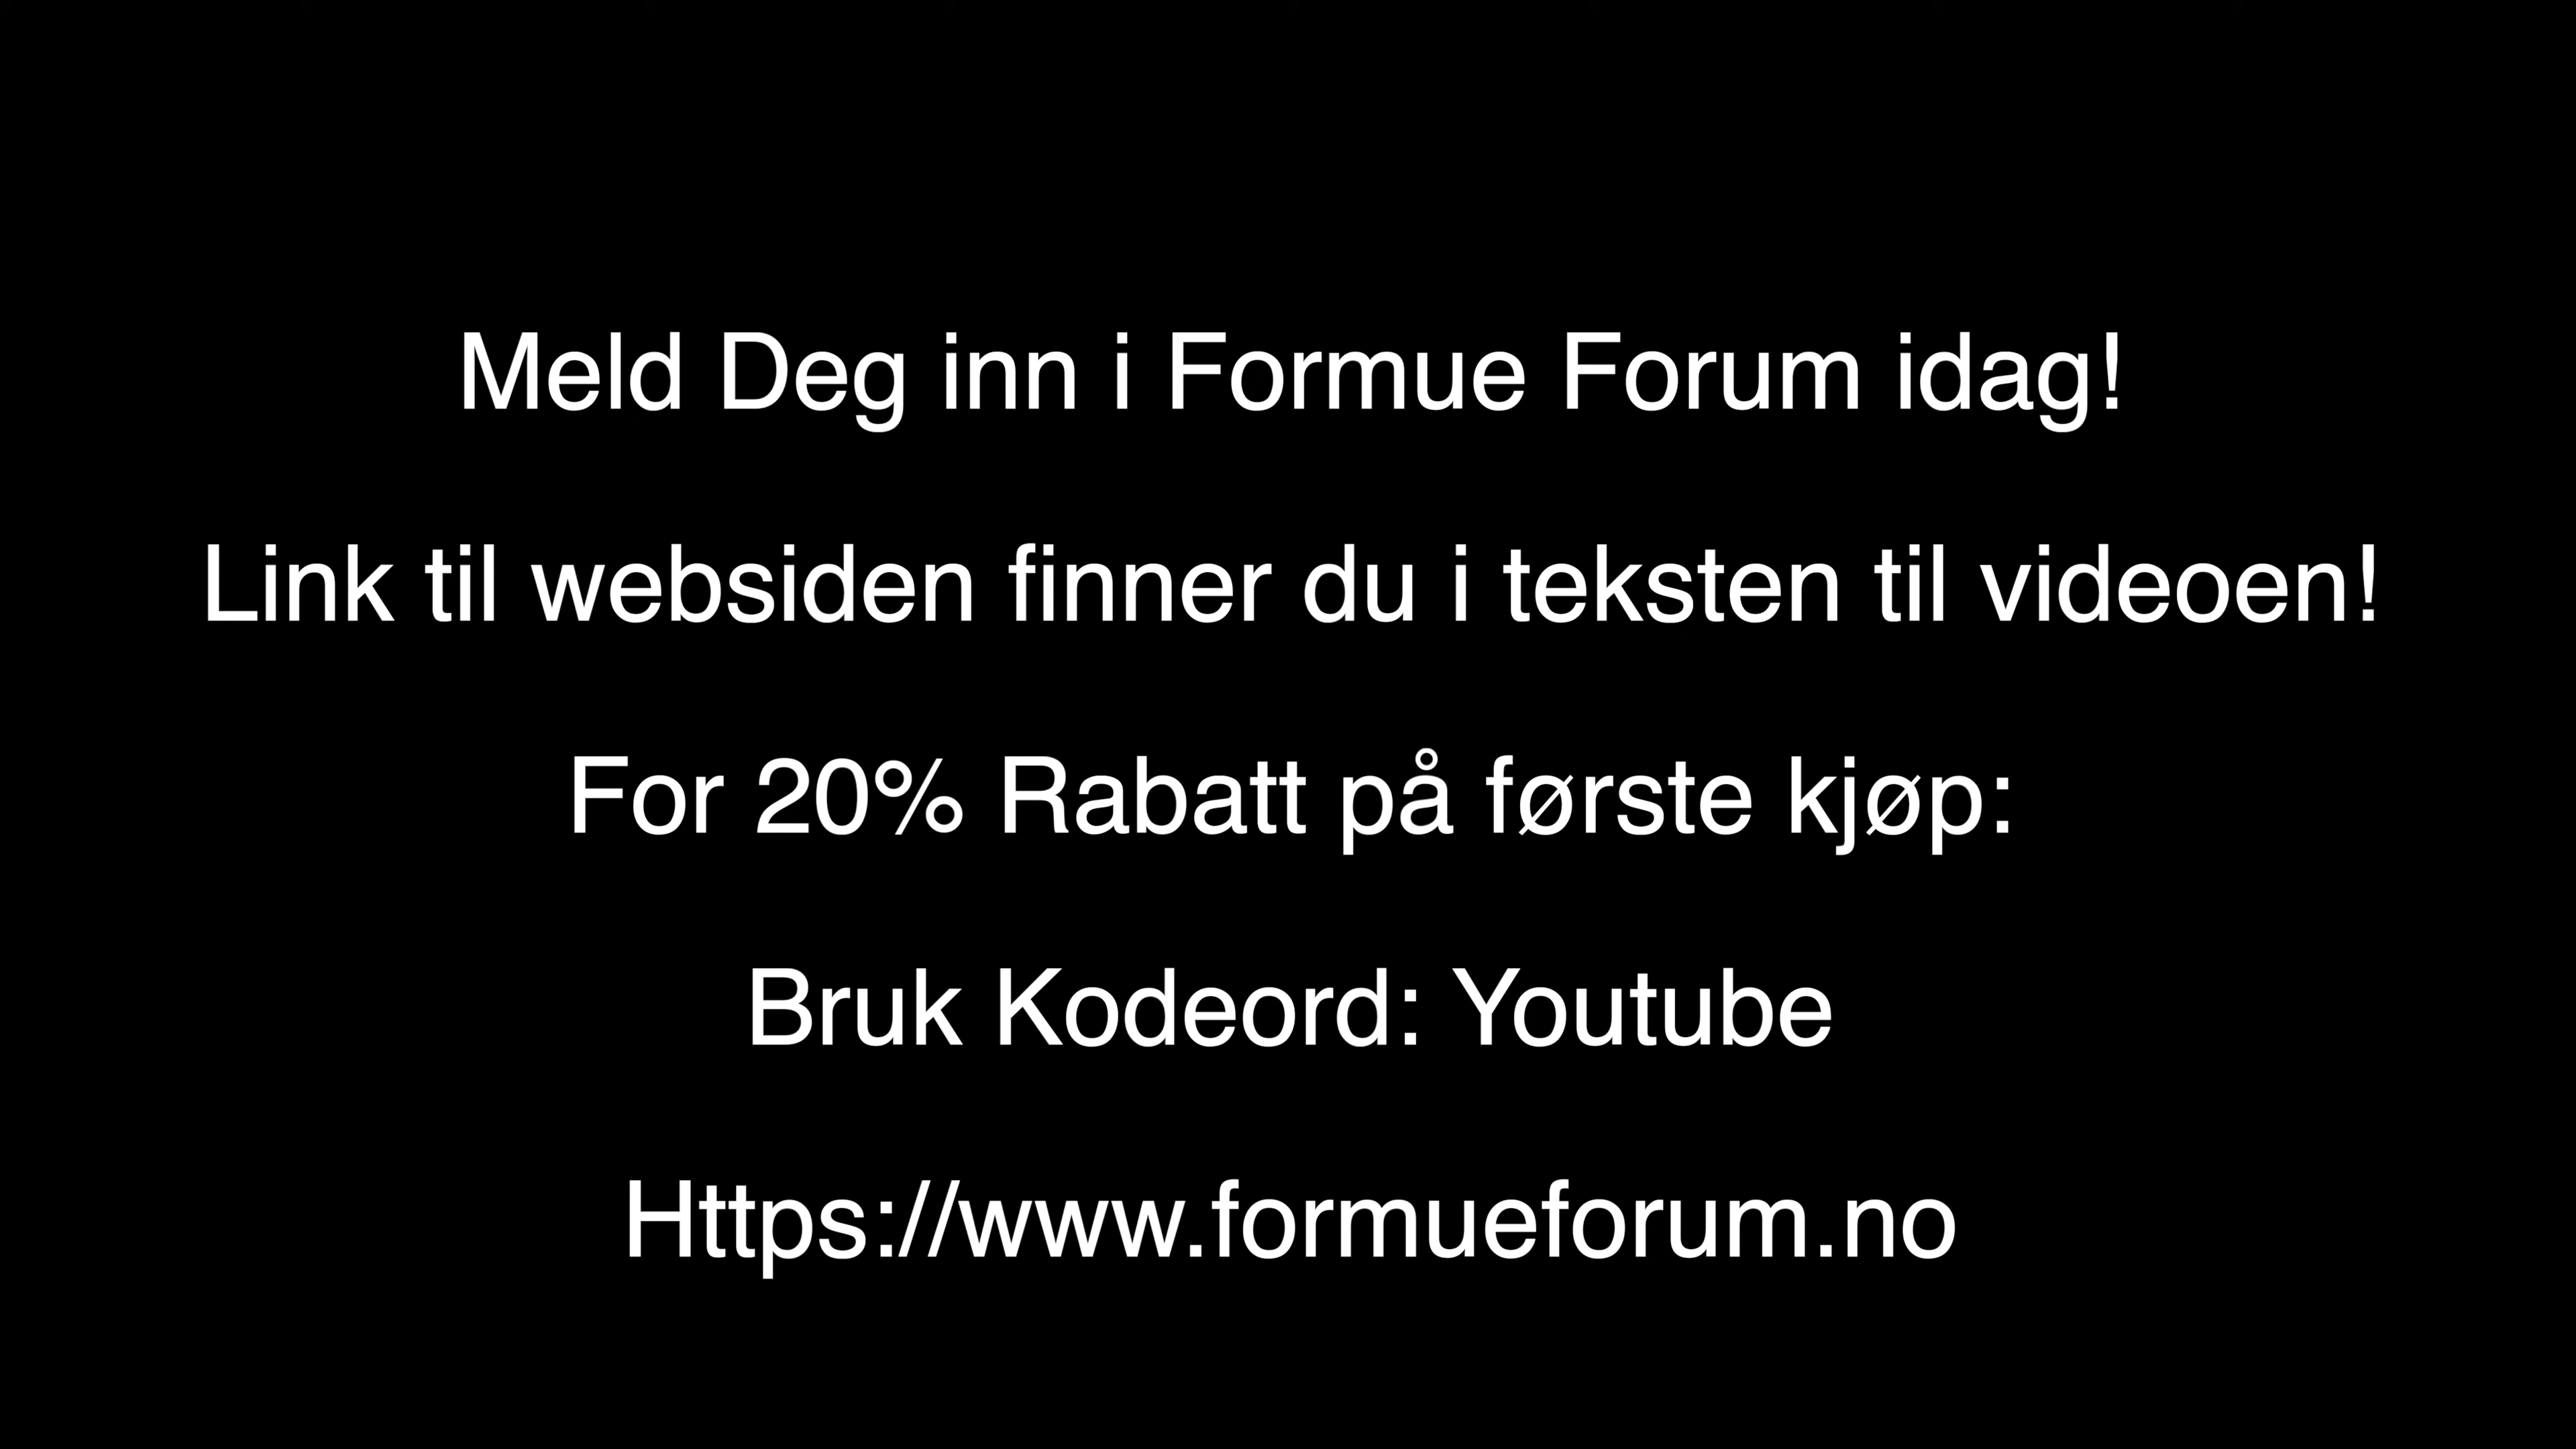 Meld Deg inn i Formue Forum idag!
Link til websiden finner du i teksten til videoen!
For 20% Rabatt på første kjøp:
Bruk Kodeord: Youtube
Https://www.formueforum.no